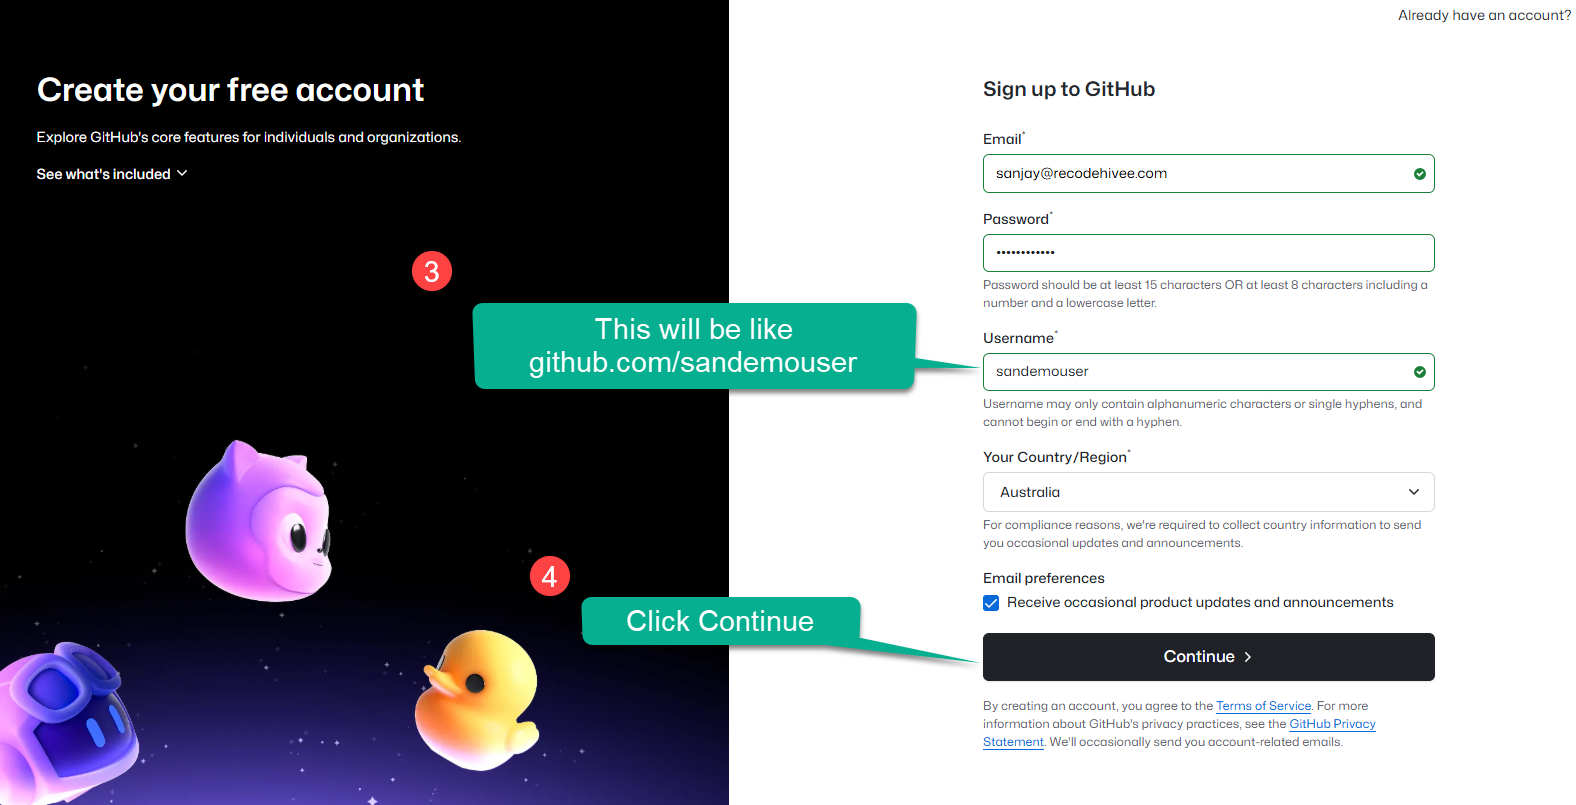 Already have an account?
Create your free account
Explore GitHub's core features for individuals and organizations.
See what's included
3
This will be like
github.com/sandemouser
4
Click Continue
Sign up to GitHub
Email*
sanjay@recodehivee.com
Password*
••••••••••••
Password should be at least 15 characters OR at least 8 characters including a
number and a lowercase letter.
Username*
sandemouser
Username may only contain alphanumeric characters or single hyphens, and
cannot begin or end with a hyphen.
Your Country/Region*
Australia
For compliance reasons, we're required to collect country information to send
you occasional updates and announcements.
Email preferences
Receive occasional product updates and announcements
Continue
By creating an account, you agree to the Terms of Service. For more
information about GitHub's privacy practices, see the GitHub Privacy
Statement. We'll occasionally send you account-related emails.